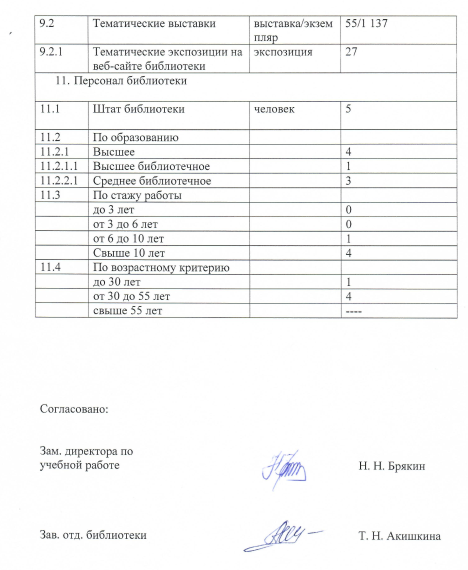 9.2 Тематические выставки выставка/экзем 55/1 137
пляр
9.2.1 Тематические экспозиции на экспозиция 27
веб-сайте библиотеки
11. Персонал библиотеки
11.1 Штат библиотеки человек 5
11.2 По образованию
11.2.1 Высшее 4
11.2.1.1 Высшее библиотечное 1
11.2.2.1 Среднее библиотечное 3
11.3 По стажу работы
до 3 лет 0
от 3 до 6 лет 0
от 6 до 10 лет 1
Свыше 10 лет 4
11.4 По возрастному критерию
до 30 лет 1
от 30 до 55 лет 4
свыше 55 лет ----
Согласовано:
Зам. директора по
учебной работе Н. Н. Брякин
Зав. отд. библиотеки Т. Н. Акишкина